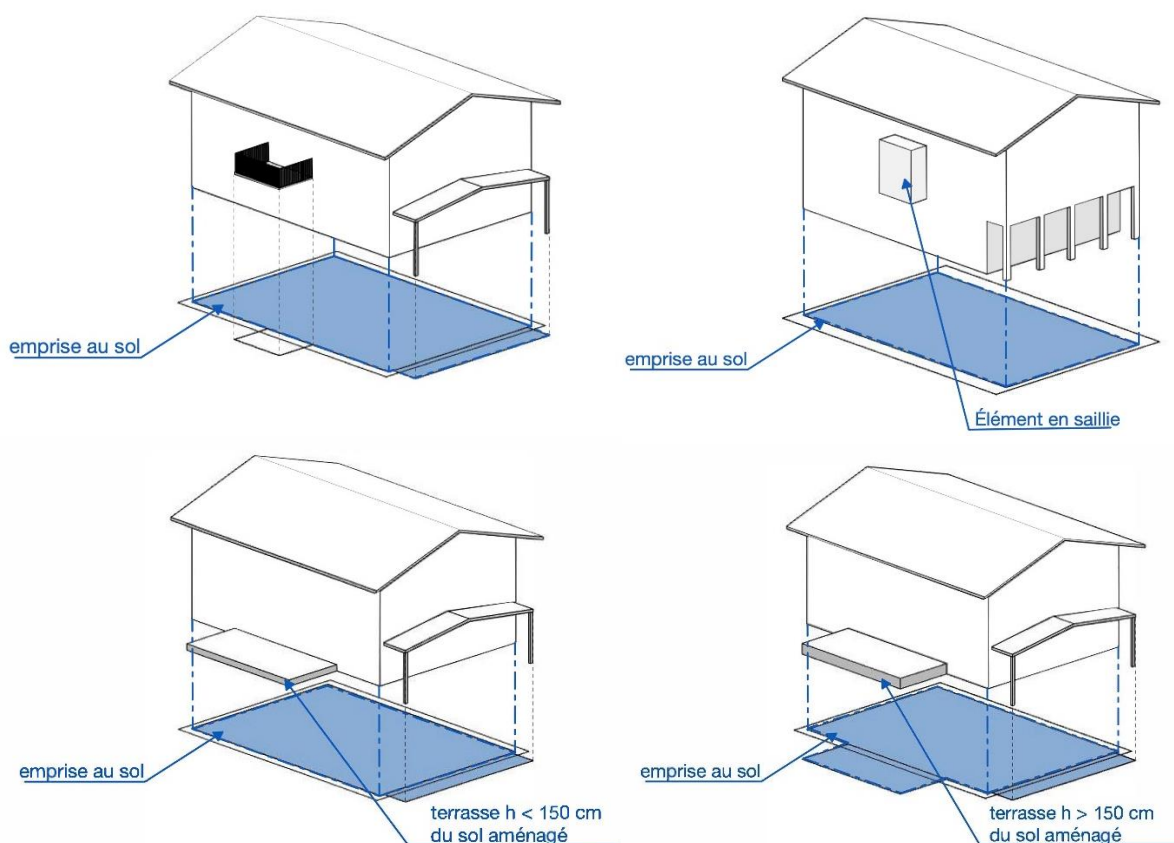 emprise au sol
emprise au sol
Élément en saillie
emprise au sol
terrasse h < 150 cm
du sol aménagé
emprise au sol
terrasse h > 150 cm
du sol aménagé